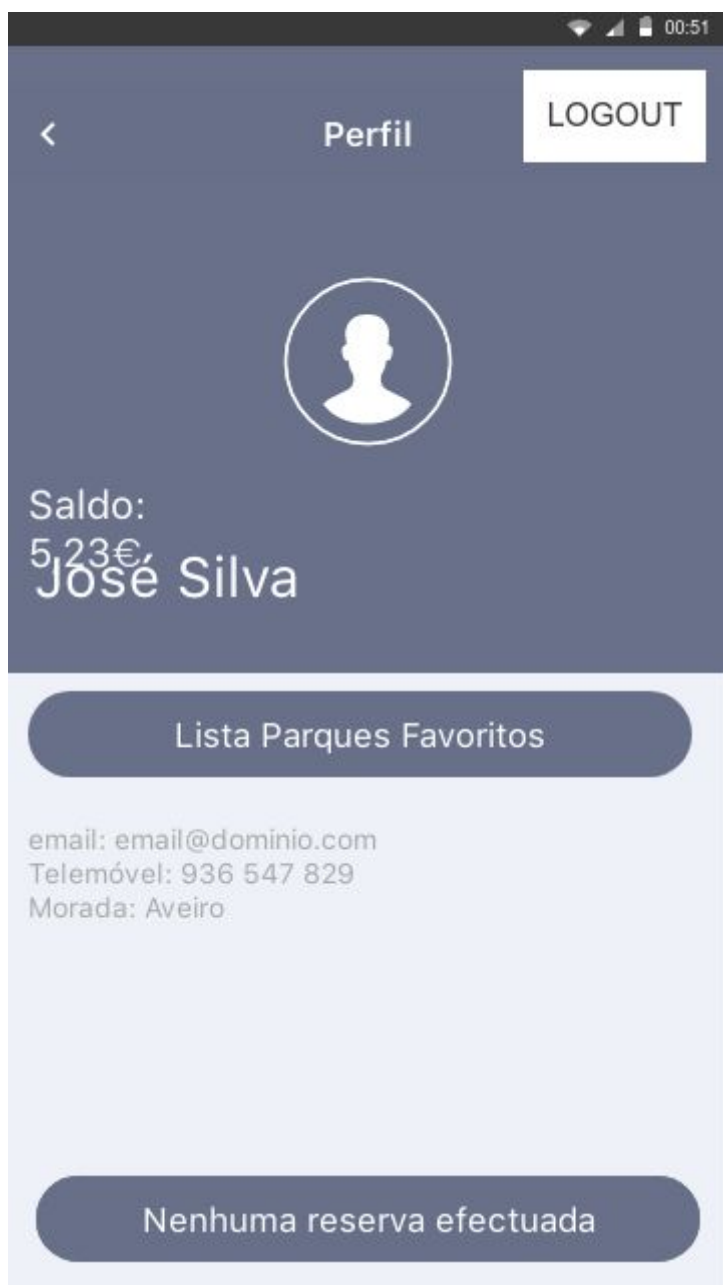 00:51
Perfil
LOGOUT
Saldo:
5,23€
José Silva
Lista Parques Favoritos
email: email@dominio.com
Telemóvel: 936 547 829
Morada: Aveiro
Nenhuma reserva efectuada